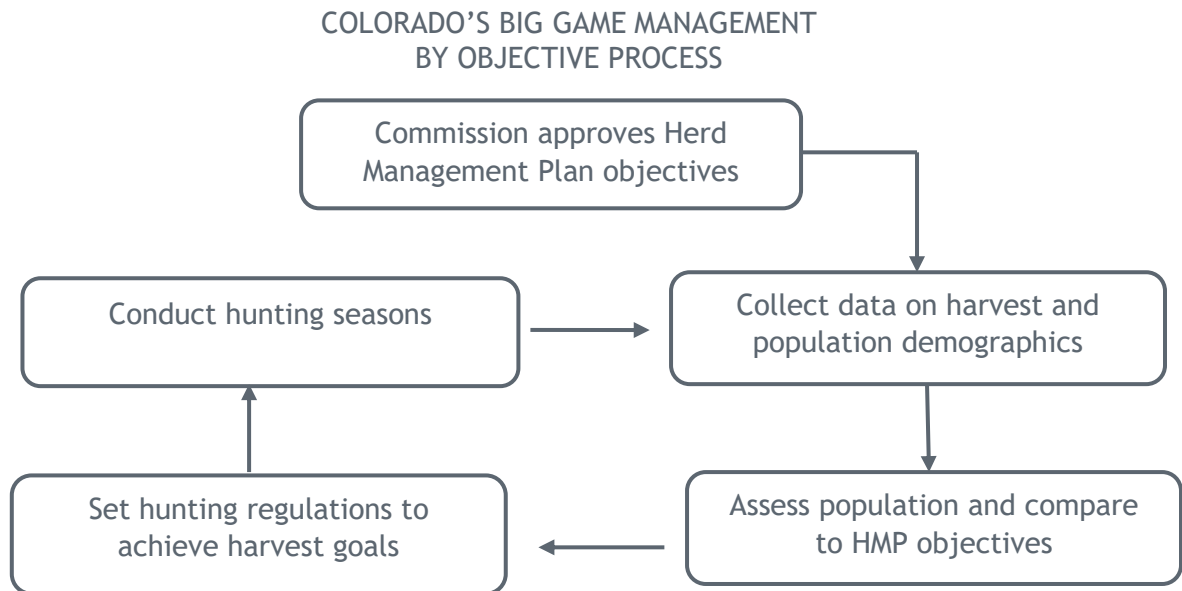 COLORADO’S BIG GAME MANAGEMENT
BY OBJECTIVE PROCESS
Commission approves Herd
Management Plan objectives
Conduct hunting seasons
Collect data on harvest and
population demographics
Set hunting regulations to
achieve harvest goals
Assess population and compare
to HMP objectives